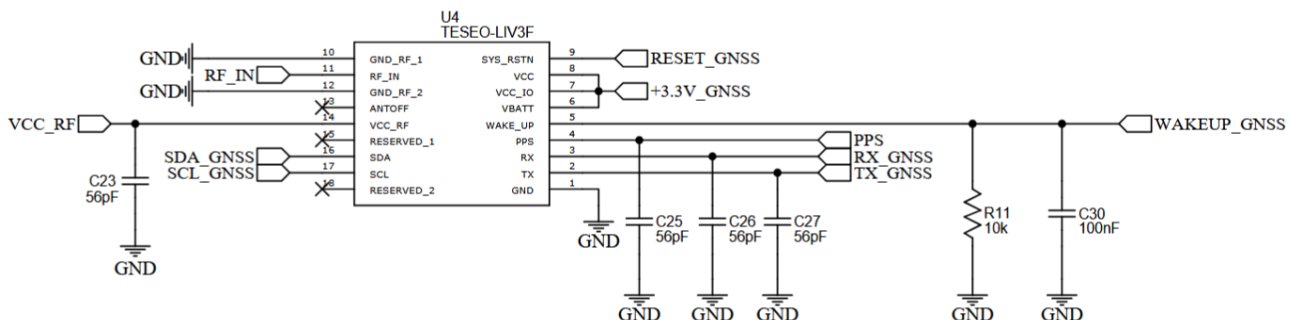 U4
TESEO-LIV3F
GND 10 GND_RF_1 SYS_RSTN 9 RESET_GNSS
RF_IN 11 RF_IN VCC 8
GND 12 GND_RF_2 VCC_IO 7 +3.3V_GNSS
13 ANTOFF VBATT 6
VCC_RF 14 VCC_RF WAKE_UP 5 WAKEUP_GNSS
15 RESERVED_1 PPS 4 PPS
SDA_GNSS 16 SDA RX 3 RX_GNSS
SCL_GNSS 17 SCL TX 2 TX_GNSS
18 RESERVED_2 GND 1
C23
56pF
GND
GND
C25
56pF
C26
56pF
C27
56pF
R11
10k
C30
100nF
GND
GND
GND
GND
GND